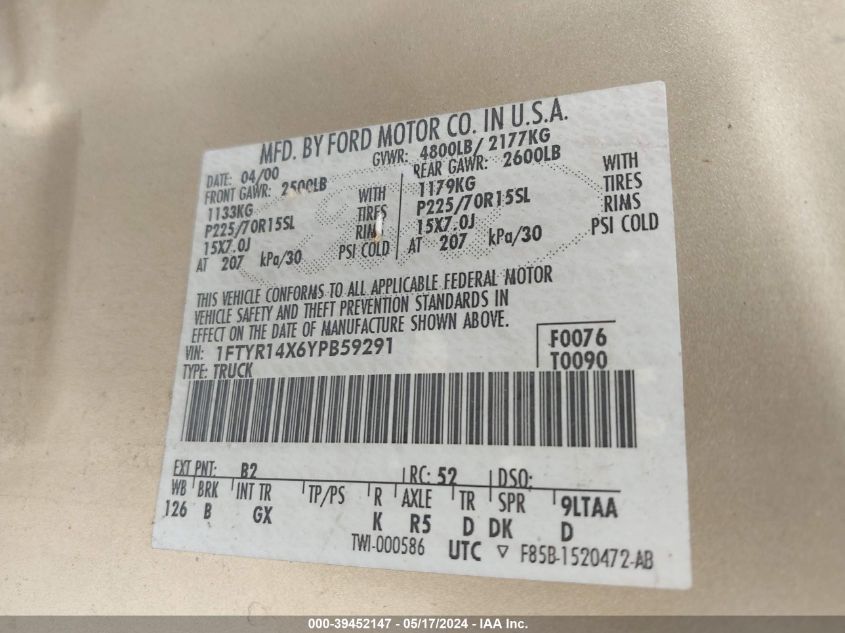 MFD. BY FORD MOTOR CO. IN U.S.A.
DATE: 04/00 GVWR: 4800LB/ 2177KG
FRONT GAWR: 2500LB REAR GAWR: 2600LB
1133KG WITH 1179KG WITH
P225/70R15SL TIRES P225/70R15SL TIRES
15X7.0J RIMS 15X7.0J RIMS
AT 207 kPa/30 PSI COLD AT 207 kPa/30 PSI COLD
THIS VEHICLE CONFORMS TO ALL APPLICABLE FEDERAL MOTOR
VEHICLE SAFETY AND THEFT PREVENTION STANDARDS IN
EFFECT ON THE DATE OF MANUFACTURE SHOWN ABOVE.
VIN: 1FTYR14X6YPB59291 F0076
TYPE: TRUCK T0090
EXT PNT: B2 RC: 52 DSO:
WB BRK INT TR TP/PS R AXLE TR SPR 9LTAA
126 B GX K R5 D DK D
TWI-000586 UTC ▽ F85B-1520472-AB
000-39452147 - 05/17/2024 - IAA Inc.